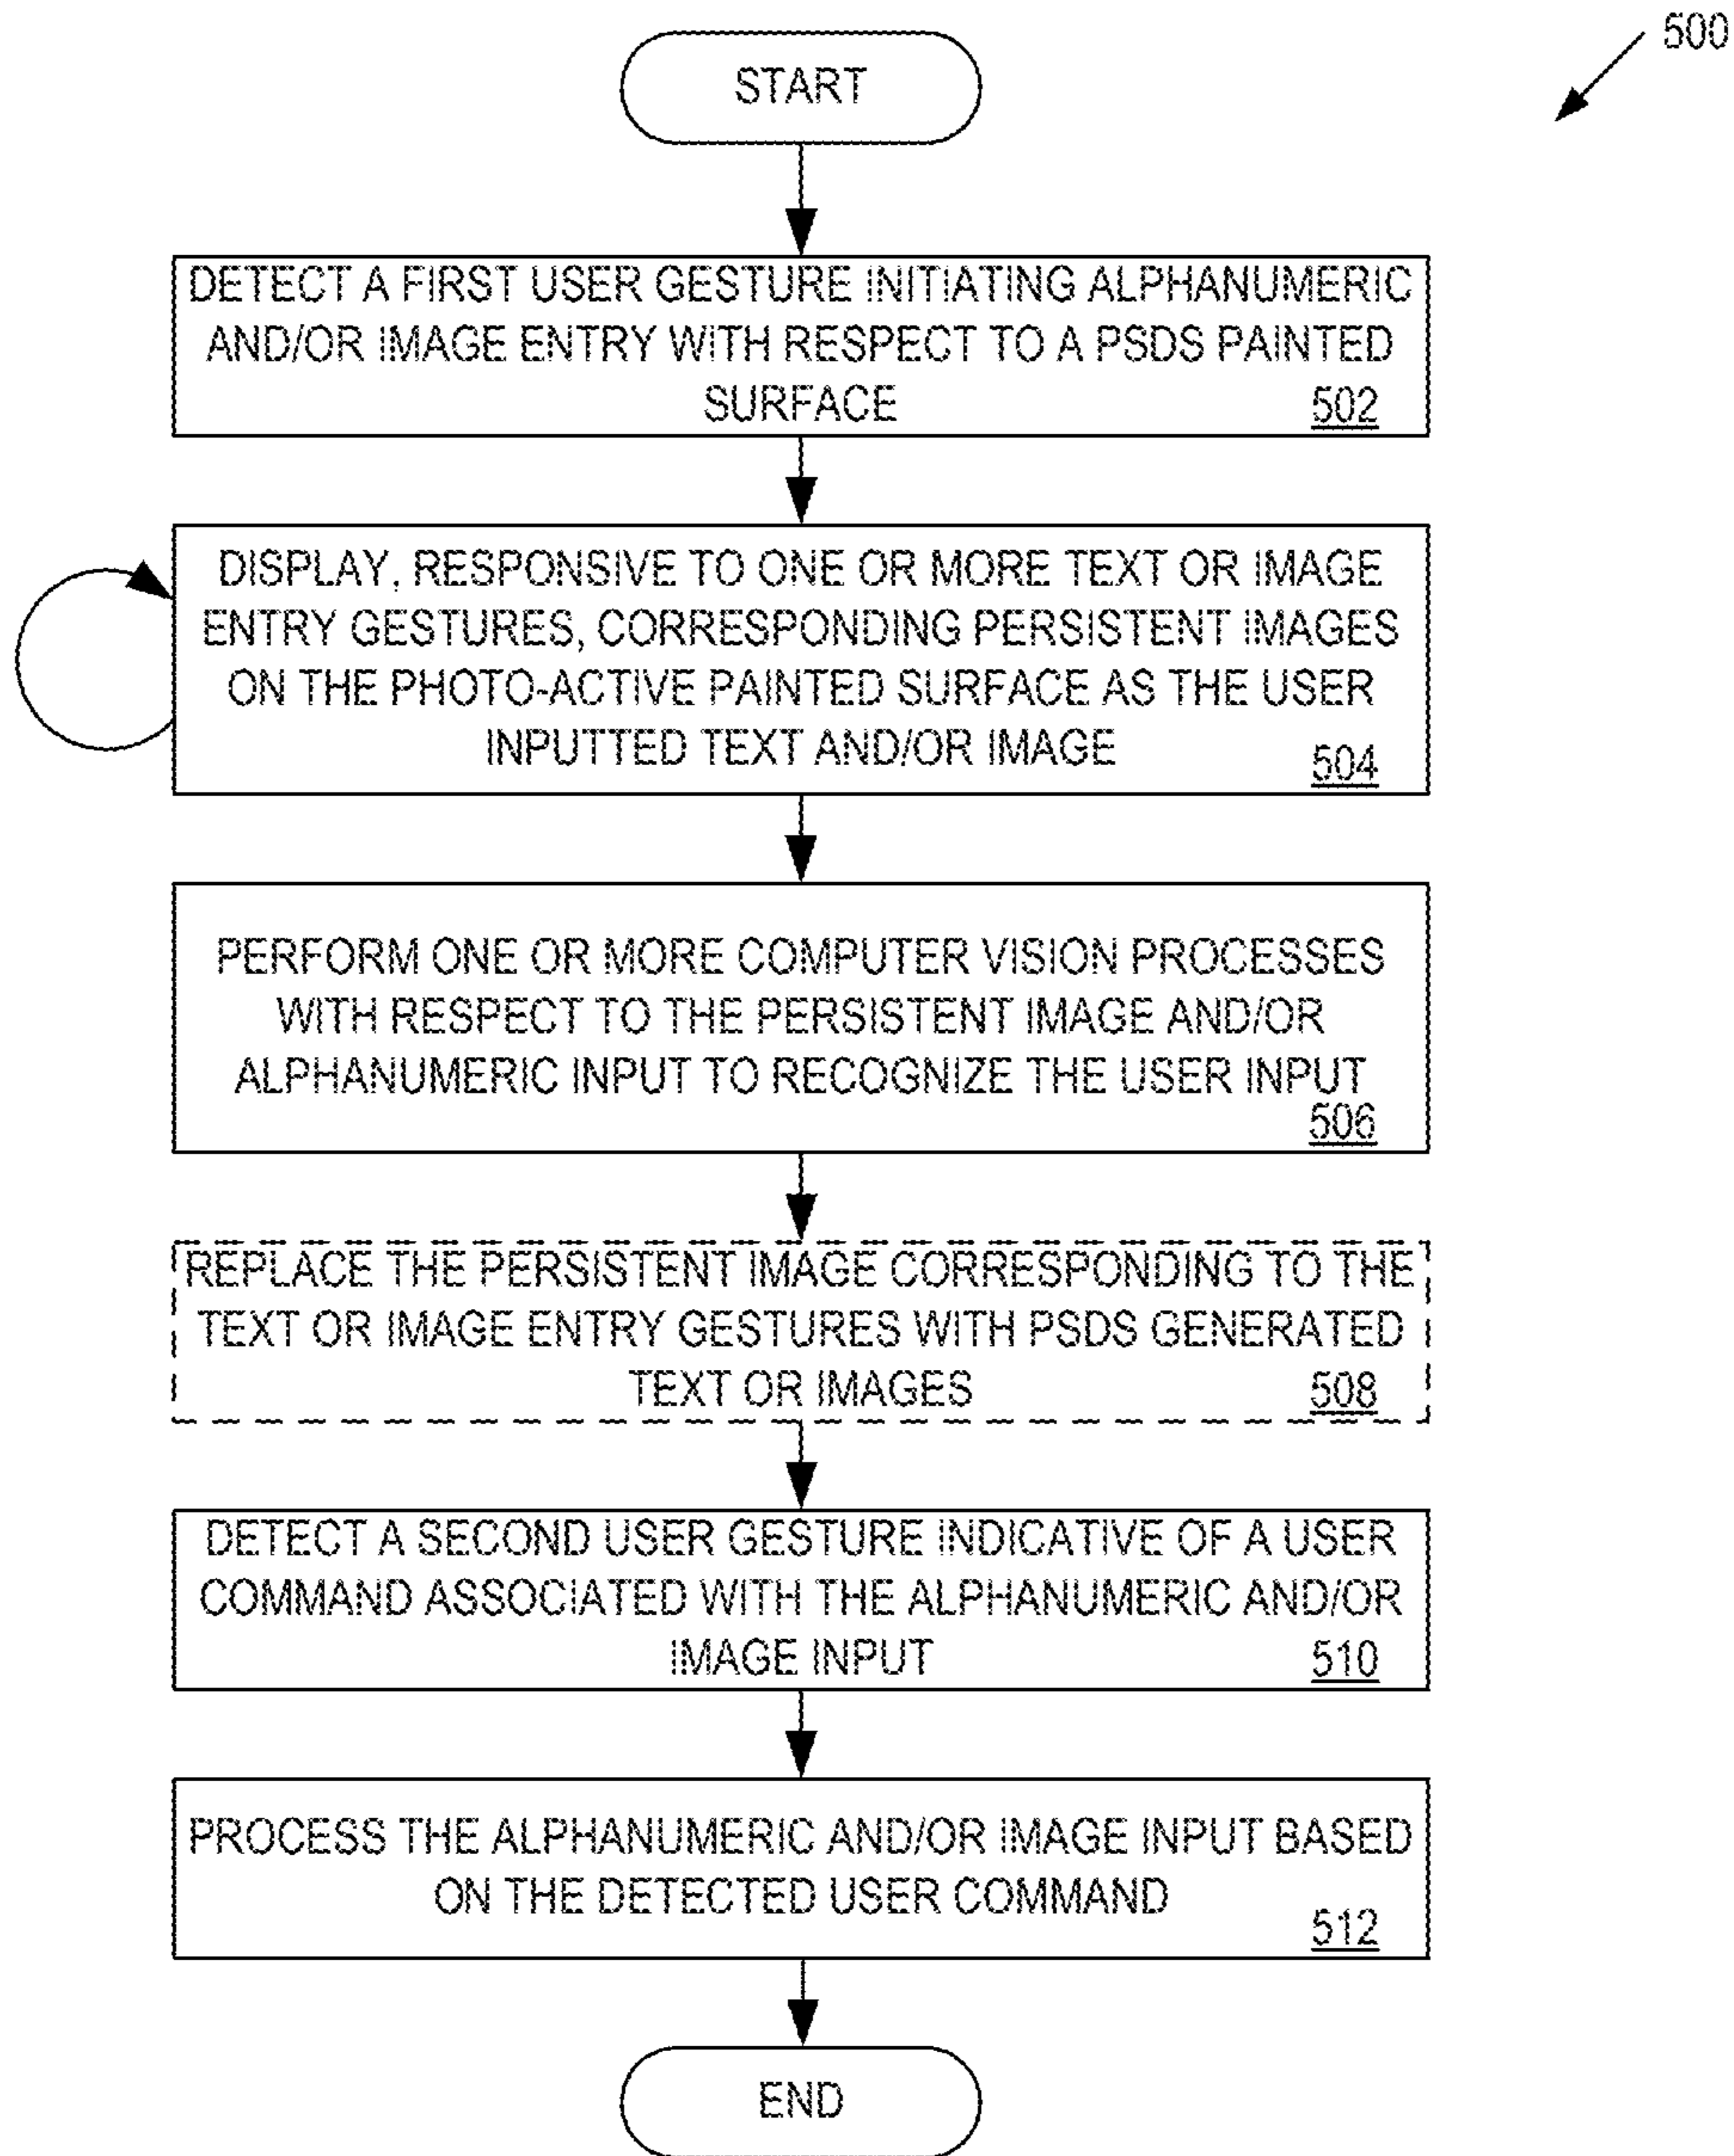 500
START
DETECT A FIRST USER GESTURE INITIATING ALPHANUMERIC
AND/OR IMAGE ENTRY WITH RESPECT TO A PSDS PAINTED
SURFACE
502
DISPLAY, RESPONSIVE TO ONE OR MORE TEXT OR IMAGE
ENTRY GESTURES, CORRESPONDING PERSISTENT IMAGES
ON THE PHOTO-ACTIVE PAINTED SURFACE AS THE USER
INPUTTED TEXT AND/OR IMAGE
504
PERFORM ONE OR MORE COMPUTER VISION PROCESSES
WITH RESPECT TO THE PERSISTENT IMAGE AND/OR
ALPHANUMERIC INPUT TO RECOGNIZE THE USER INPUT
506
REPLACE THE PERSISTENT IMAGE CORRESPONDING TO THE
TEXT OR IMAGE ENTRY GESTURES WITH PSDS GENERATED
TEXT OR IMAGES
508
DETECT A SECOND USER GESTURE INDICATIVE OF A USER
COMMAND ASSOCIATED WITH THE ALPHANUMERIC AND/OR
IMAGE INPUT
510
PROCESS THE ALPHANUMERIC AND/OR IMAGE INPUT BASED
ON THE DETECTED USER COMMAND
512
END